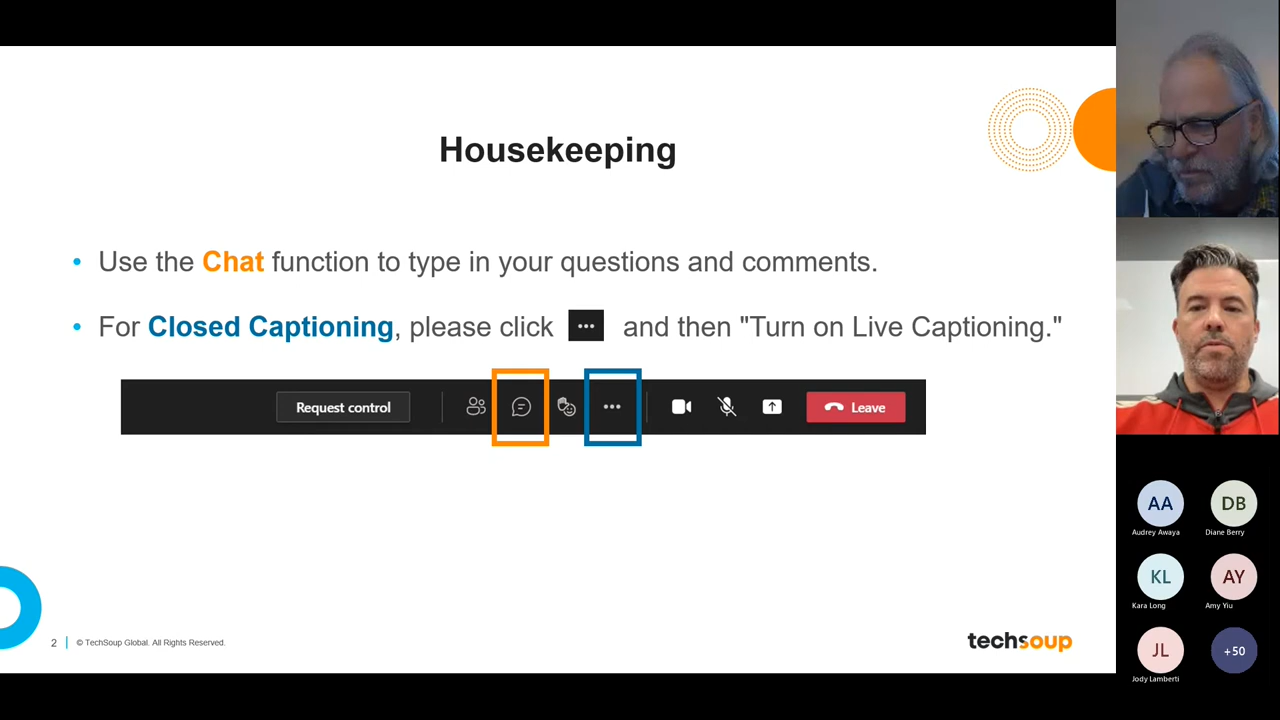 Housekeeping
• Use the Chat function to type in your questions and comments.
• For Closed Captioning, please click ... and then "Turn on Live Captioning."
Request control
Leave
2 | © TechSoup Global. All Rights Reserved.
techsoup
AA DB
Audrey Awaya Diane Berry
KL AY
Kara Long Amy Yiu
JL +50
Jody Lamberti